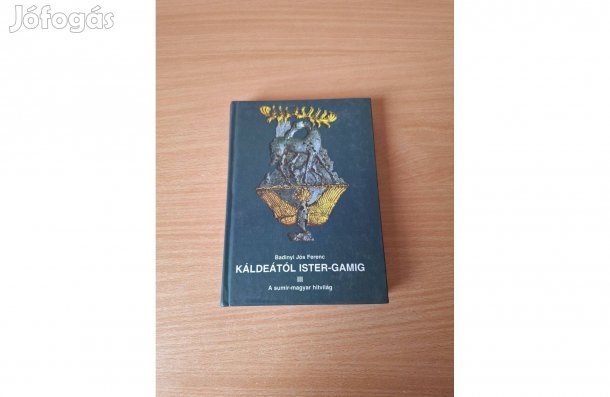 Jófogás
Badinyi Jós Ferenc
KÁLDEÁTÓL ISTER-GAMIG
III
A sumir-magyar hitvilág